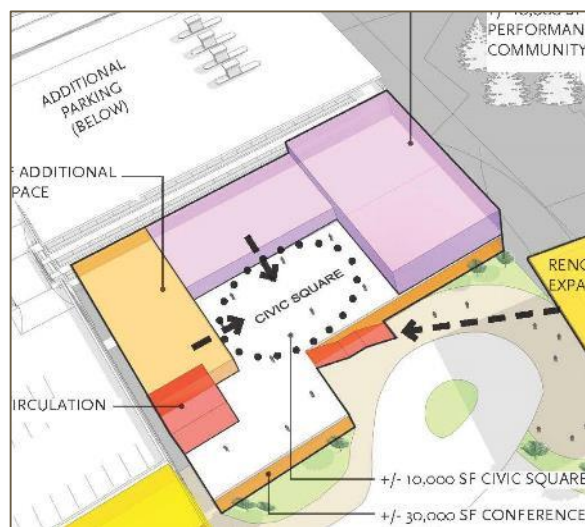 PERFORMAN
COMMUNITY
ADDITIONAL
PARKING
(BELOW)
ADDITIONAL
PACE
CIVIC SQUARE
RENO
EXPA
IRCULATION
+/- 10,000 SF CIVIC SQUARE
+/- 30,000 SF CONFERENCE